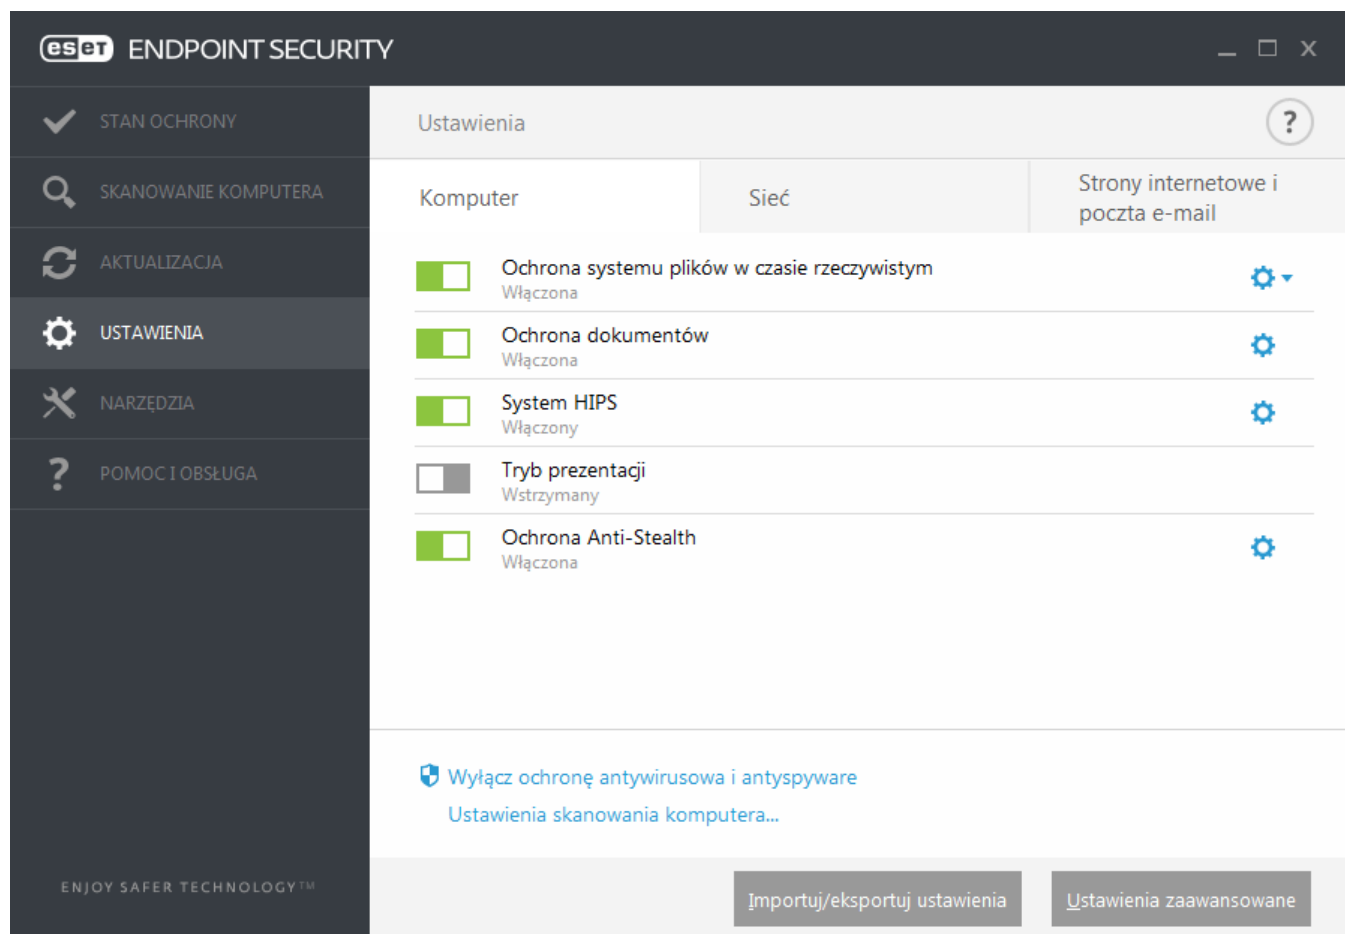 eset ENDPOINT SECURITY
STAN OCHRONY
SKANOWANIE KOMPUTERA
AKTUALIZACJA
USTAWIENIA
NARZĘDZIA
POMOC I OBSŁUGA
ENJOY SAFER TECHNOLOGY™
Ustawienia
?
Komputer
Sieć
Strony internetowe i
poczta e-mail
Ochrona systemu plików w czasie rzeczywistym
Włączona
Ochrona dokumentów
Włączona
System HIPS
Włączony
Tryb prezentacji
Wstrzymany
Ochrona Anti-Stealth
Włączona
Wyłącz ochronę antywirusowa i antyspyware
Ustawienia skanowania komputera...
Importuj/eksportuj ustawienia
Ustawienia zaawansowane